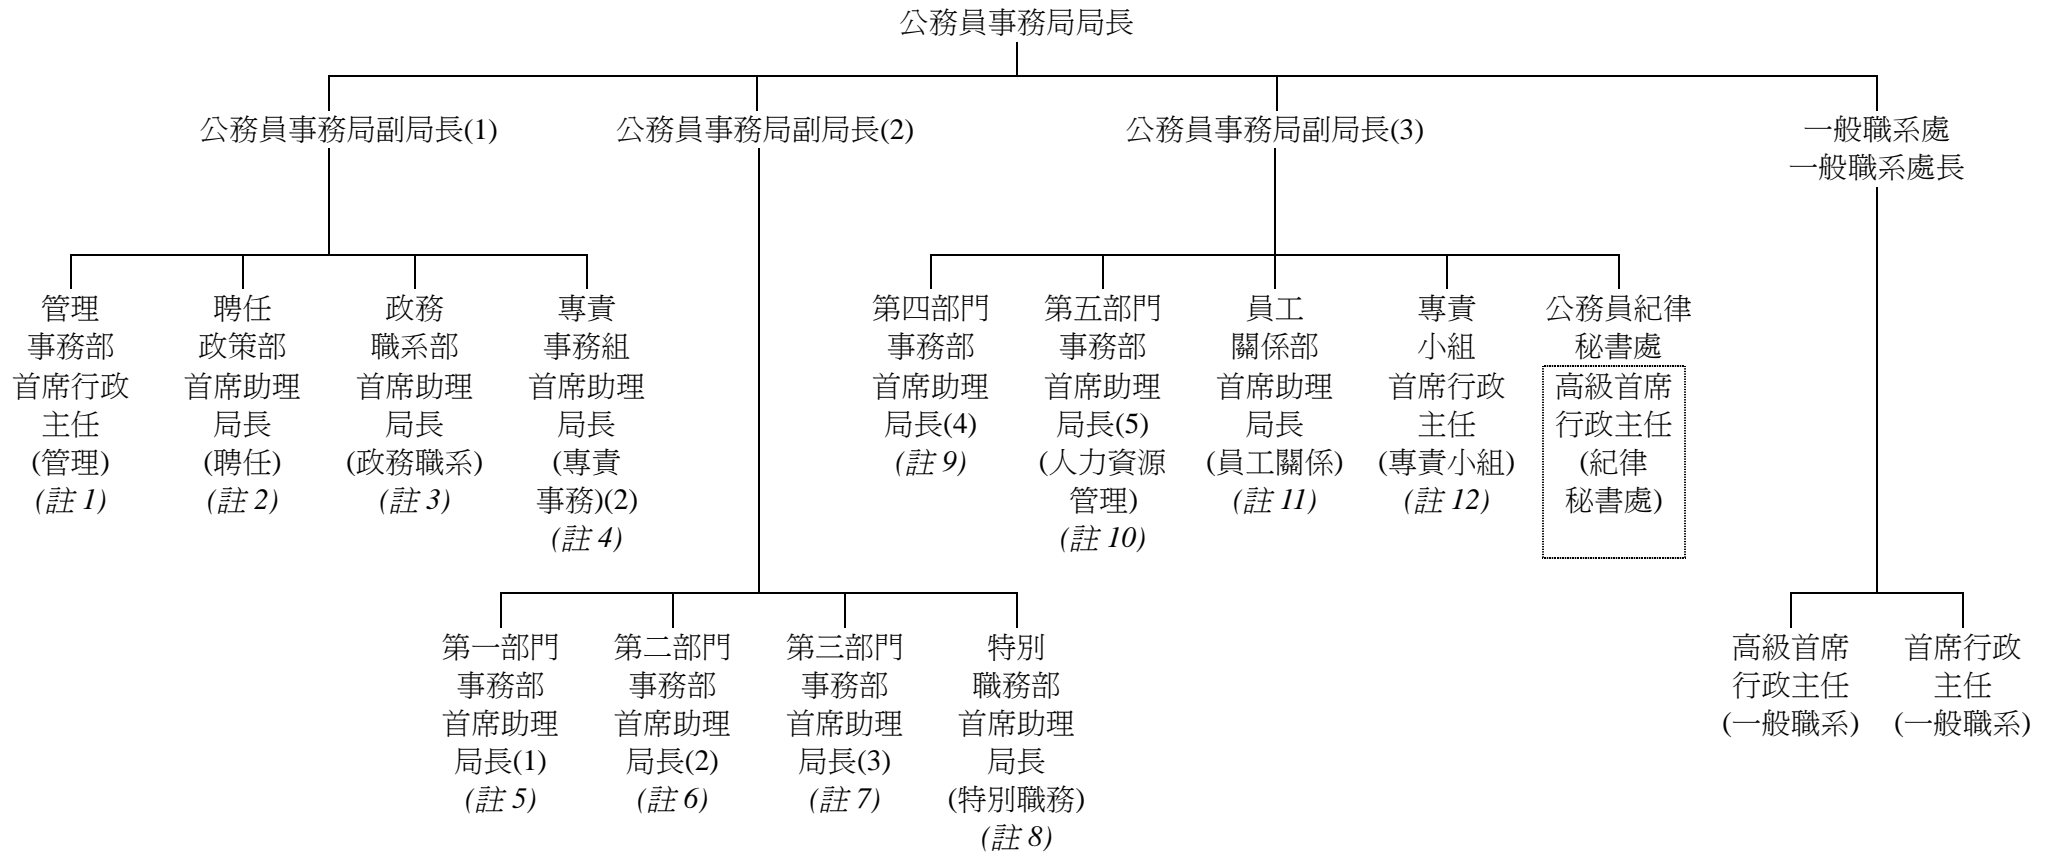 公務員事務局局長
公務員事務局副局長(1)
公務員事務局副局長(2)
公務員事務局副局長(3)
一般職系處
一般職系處長
管理
事務部
首席行政
主任
(管理)
(註 1)
聘任
政策部
首席助理
局長
(聘任)
(註 2)
政務
職系部
首席助理
局長
(政務職系)
(註 3)
專責
事務組
首席助理
局長
(專責
事務)(2)
(註 4)
第四部門
事務部
首席助理
局長(4)
(註 9)
第五部門
事務部
首席助理
局長(5)
(人力資源
管理)
(註 10)
員工
關係部
首席助理
局長
(員工關係)
(註 11)
專責
小組
首席行政
主任
(專責小組)
(註 12)
公務員紀律
秘書處
高級首席
行政主任
(紀律
秘書處)
第一部門
事務部
首席助理
局長(1)
(註 5)
第二部門
事務部
首席助理
局長(2)
(註 6)
第三部門
事務部
首席助理
局長(3)
(註 7)
特別
職務部
首席助理
局長
(特別職務)
(註 8)
高級首席
行政主任
(一般職系)
首席行政
主任
(一般職系)